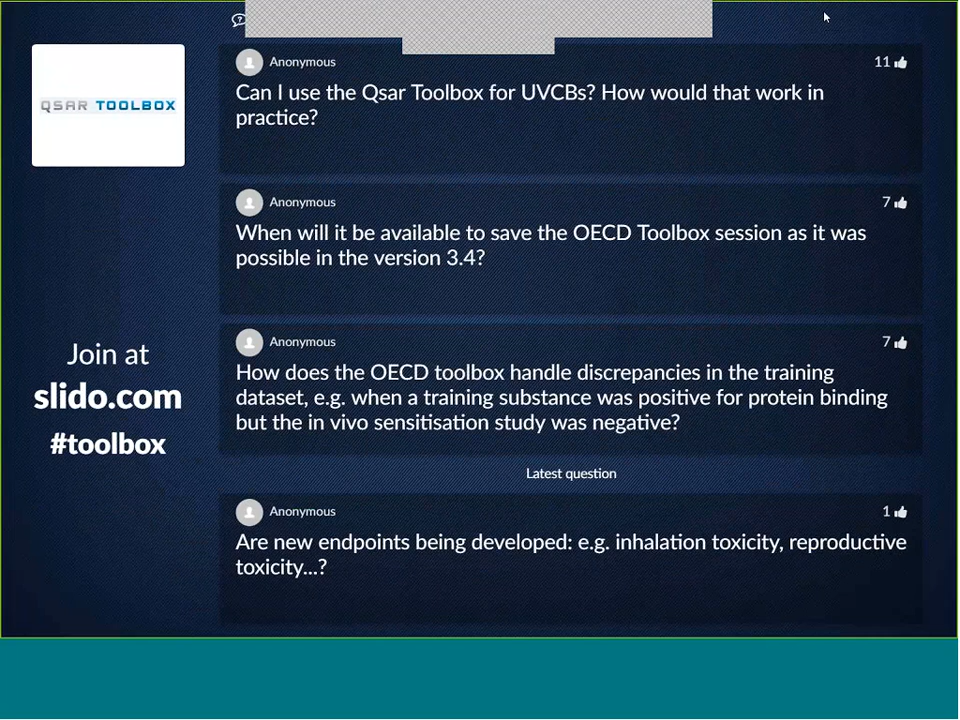 QSAR TOOLBOX
Join at
slido.com
#toolbox
Anonymous
11
Can I use the Qsar Toolbox for UVCBs? How would that work in
practice?
Anonymous
7
When will it be available to save the OECD Toolbox session as it was
possible in the version 3.4?
Anonymous
7
How does the OECD toolbox handle discrepancies in the training
dataset, e.g. when a training substance was positive for protein binding
but the in vivo sensitisation study was negative?
Latest question
Anonymous
1
Are new endpoints being developed: e.g. inhalation toxicity, reproductive
toxicity...?